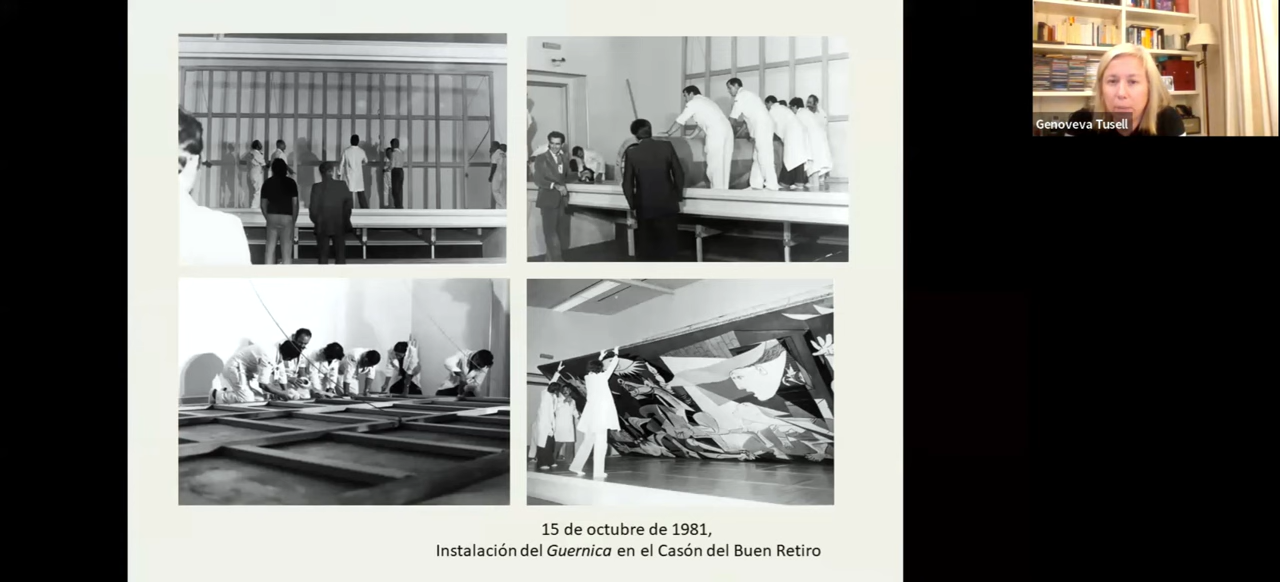 Genoveva Tusell
15 de octubre de 1981,
Instalación del Guernica en el Casón del Buen Retiro